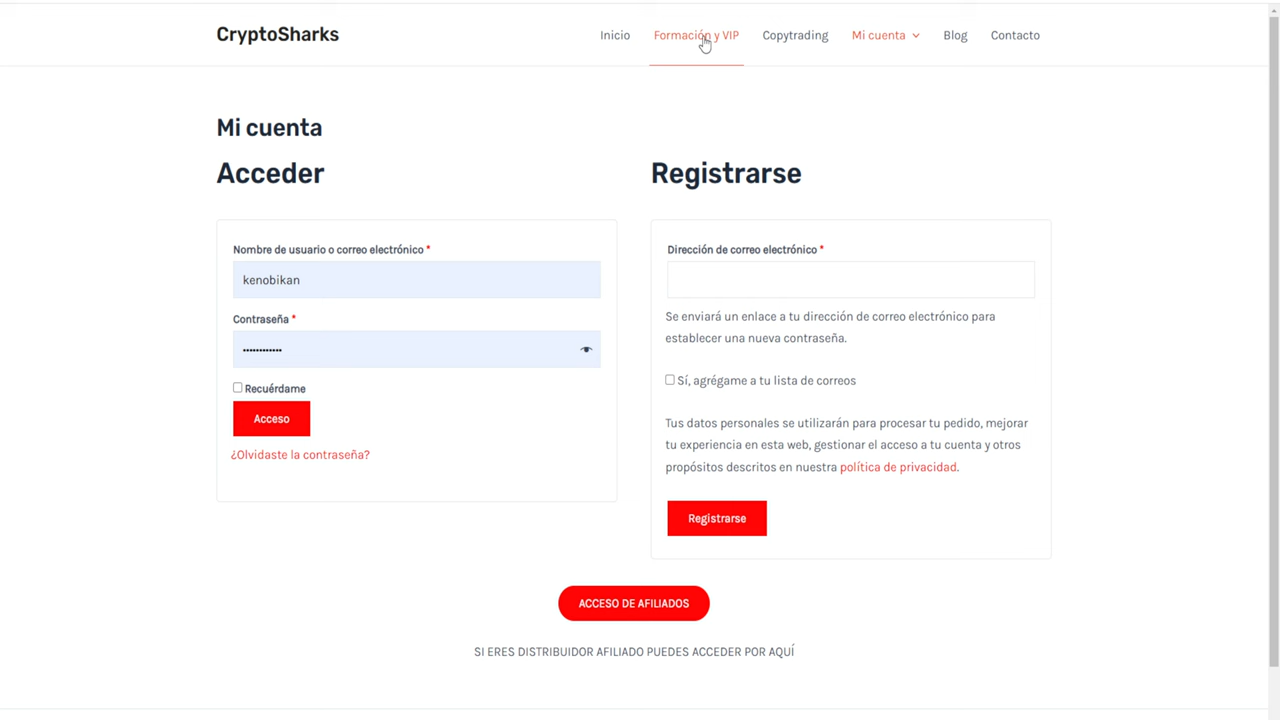 CryptoSharks
Inicio
Formación y VIP
Copytrading
Mi cuenta
Blog
Contacto
Mi cuenta
Acceder
Nombre de usuario o correo electrónico *
kenobikan
Contraseña *
••••••••••••
Recuérdame
Acceso
¿Olvidaste la contraseña?
Registrarse
Dirección de correo electrónico *
Se enviará un enlace a tu dirección de correo electrónico para
establecer una nueva contraseña.
Sí, agrégame a tu lista de correos
Tus datos personales se utilizarán para procesar tu pedido, mejorar
tu experiencia en esta web, gestionar el acceso a tu cuenta y otros
propósitos descritos en nuestra política de privacidad.
Registrarse
ACCESO DE AFILIADOS
SI ERES DISTRIBUIDOR AFILIADO PUEDES ACCEDER POR AQUÍ